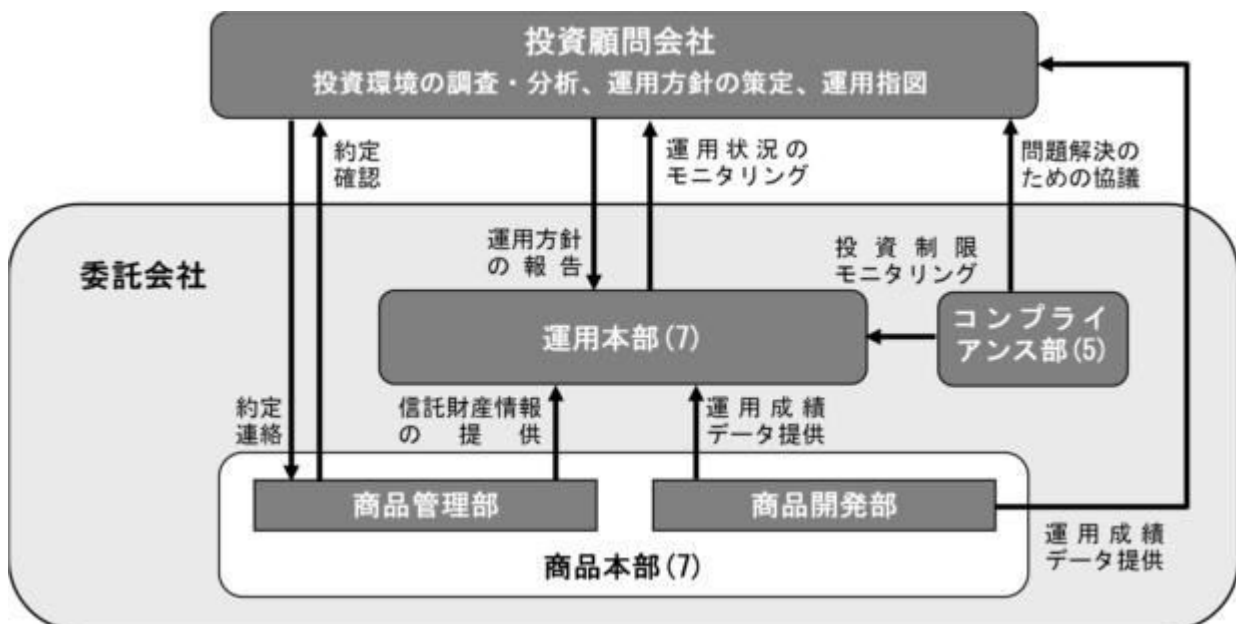 投資顧問会社
投資環境の調査・分析、運用方針の策定、運用指図
約定
確認
運用状況の
モニタリング
問題解決の
ための協議
委託会社
運用方針
の報告
投資制限
モニタリング
運用本部(7)
コンプライ
アンス部(5)
約定
連絡
信託財産情報
の提供
運用成績
データ提供
商品管理部
商品開発部
運用成績
データ提供
商品本部(7)